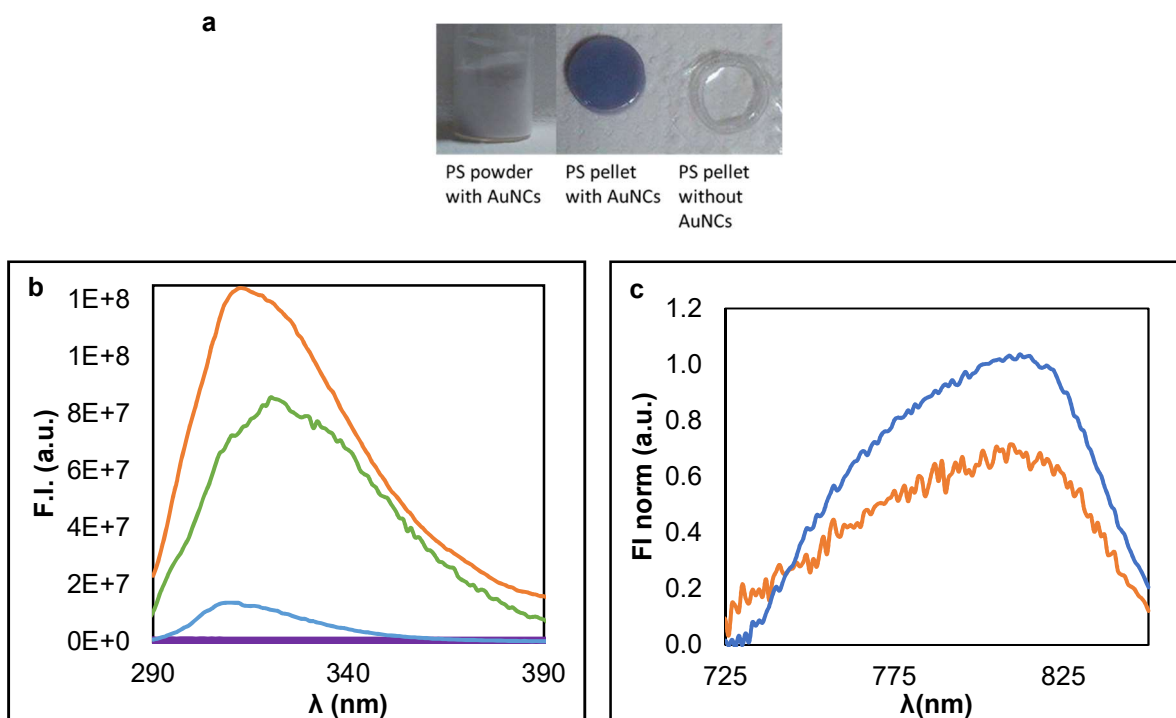 a
PS powder
with AuNCs
PS pellet
with AuNCs
PS pellet
without
AuNCs
b
1E+8
1E+8
8E+7
6E+7
4E+7
2E+7
0E+0
F.I. (a.u.)
290
340
390
λ (nm)
c
1.2
1.0
0.8
0.6
0.4
0.2
0.0
FI norm (a.u.)
725
775
825
λ(nm)